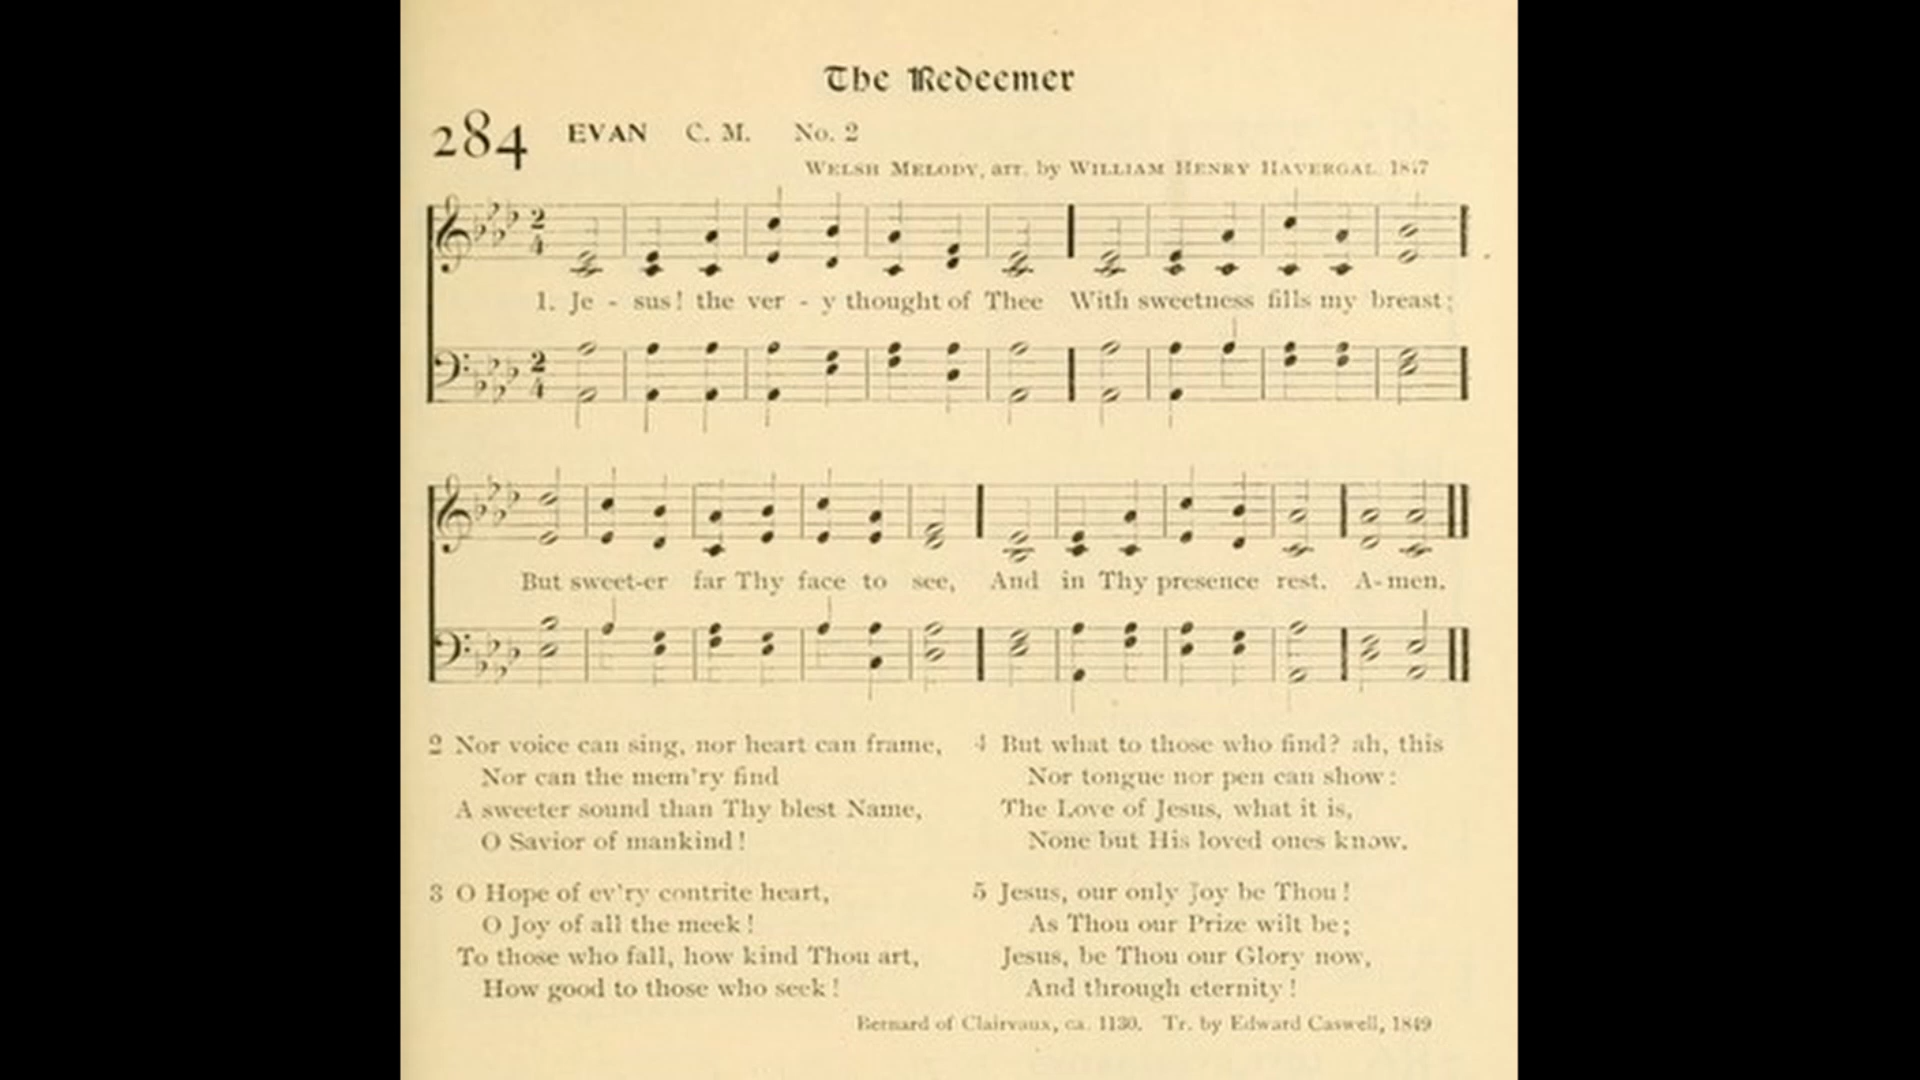 The Redeemer
284 EVAN C. M. No. 2
WELSH MELODY, arr. by WILLIAM HENRY HAVERGAL 1847
2 4
1. Je - sus! the ver - y thought of Thee With sweetness fills my breast;
2 4
But sweet-er far Thy face to see, And in Thy presence rest. A-men.
2 Nor voice can sing, nor heart can frame,
Nor can the mem'ry find
A sweeter sound than Thy blest Name,
O Savior of mankind!
3 O Hope of ev'ry contrite heart,
O Joy of all the meek!
To those who fall, how kind Thou art,
How good to those who seek!
4 But what to those who find? ah, this
Nor tongue nor pen can show:
The Love of Jesus, what it is,
None but His loved ones know.
5 Jesus, our only Joy be Thou!
As Thou our Prize wilt be;
Jesus, be Thou our Glory now,
And through eternity!
Bernard of Clairvaux, ca. 1130. Tr. by Edward Caswell, 1849